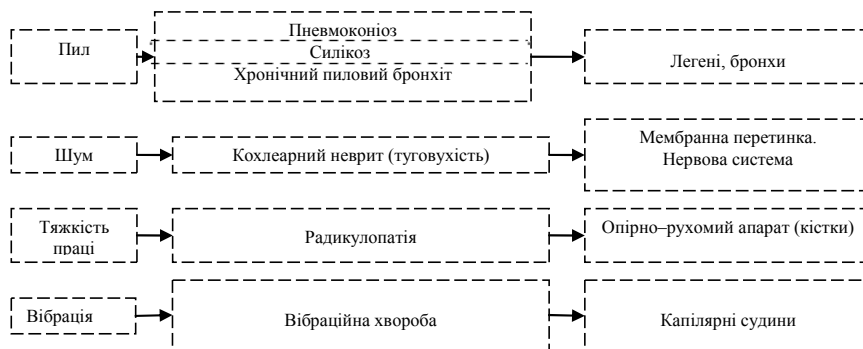 Пил
Пневмоконіоз
Силікоз
Хронічний пиловий бронхіт
Легені, бронхи
Шум
Кохлеарний неврит (туговухість)
Мембранна перетинка.
Нервова система
Тяжкість
праці
Радикулопатія
Опірно–рухомий апарат (кістки)
Вібрація
Вібраційна хвороба
Капілярні судини